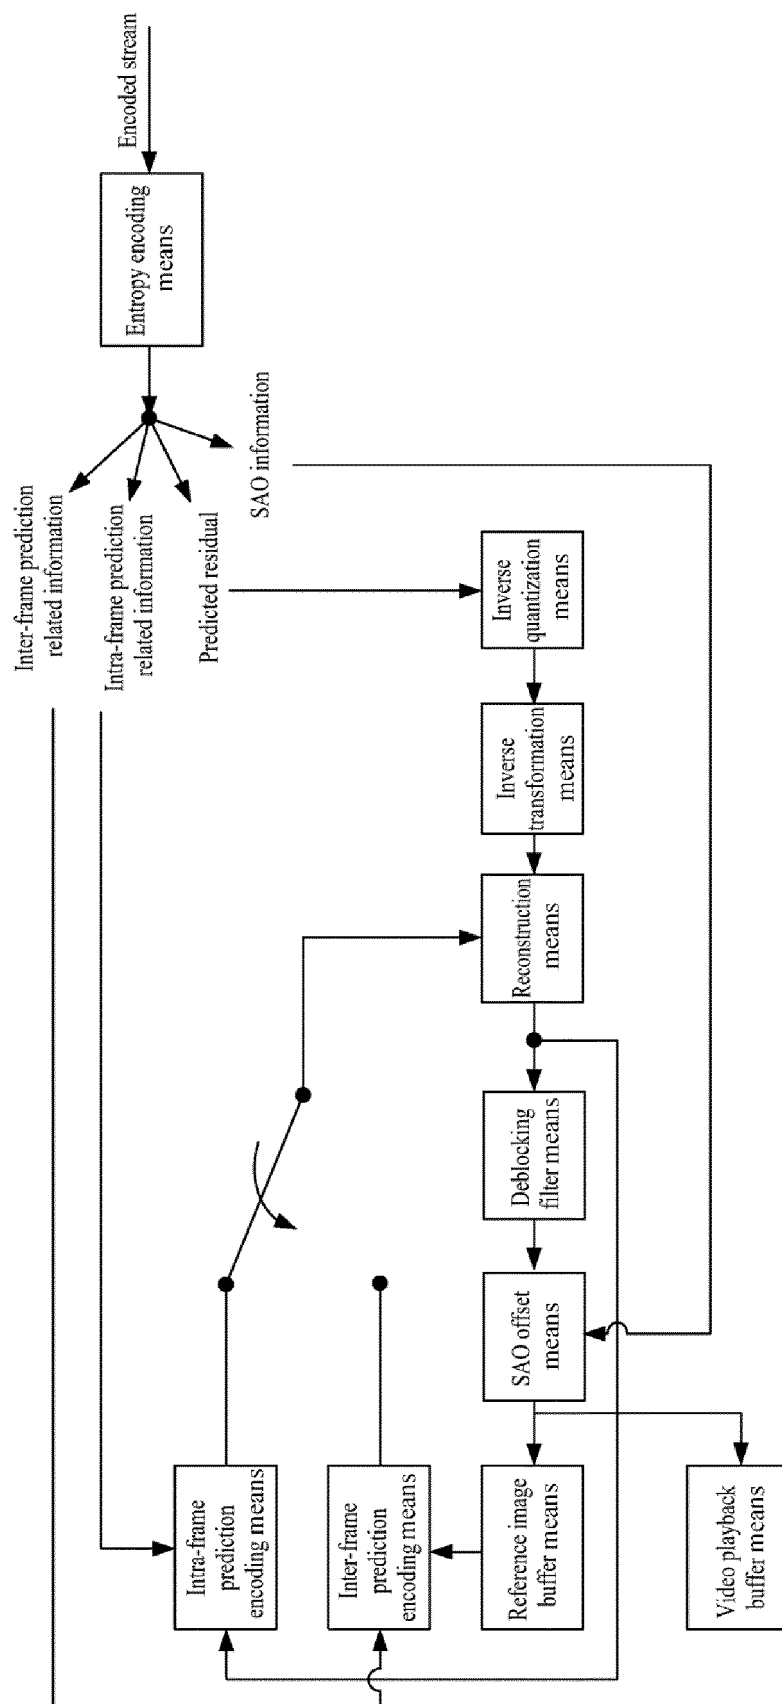 Encoded stream
Entropy encoding
means
Inter-frame prediction
related information
Intra-frame prediction
related information
Predicted residual
SAO information
Inverse
quantization
means
Inverse
transformation
means
Reconstruction
means
Deblocking
filter means
SAO offset
means
Intra-frame
prediction
encoding means
Inter-frame
prediction
encoding means
Reference image
buffer means
Video playback
buffer means